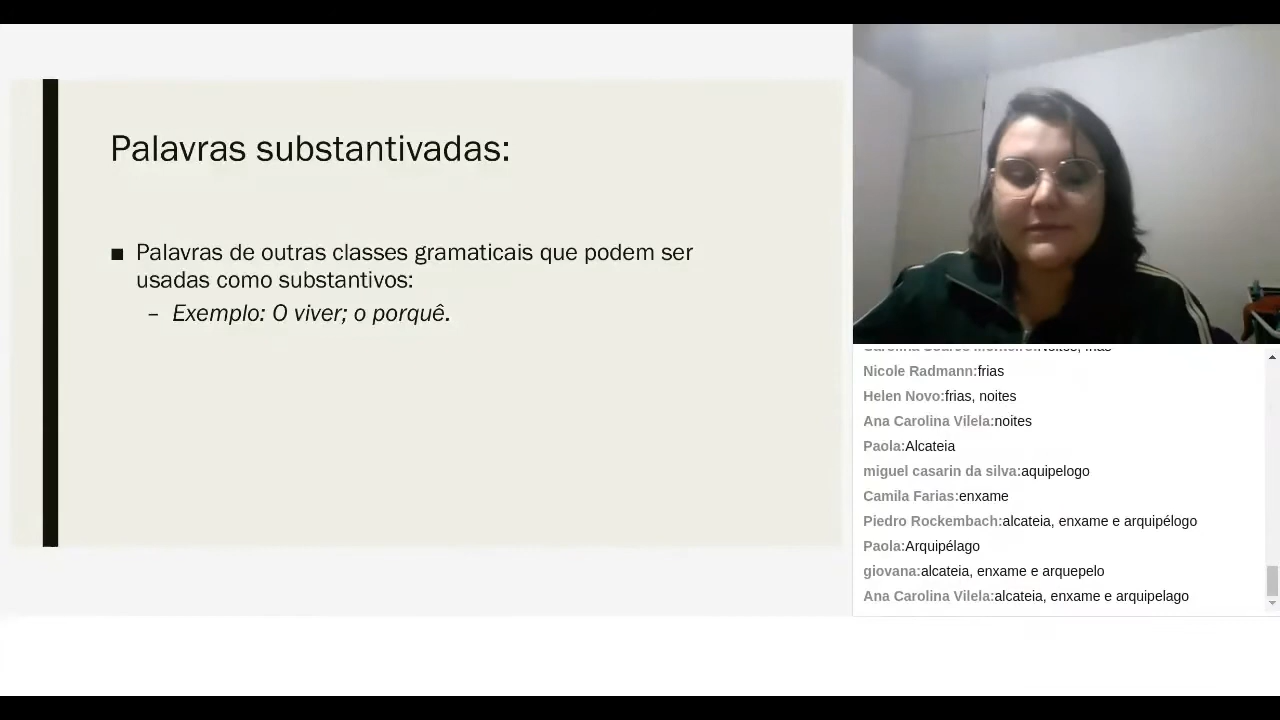 Palavras substantivadas:
■ Palavras de outras classes gramaticais que podem ser
usadas como substantivos:
– Exemplo: O viver; o porquê.
Nicole Radmann:frias
Helen Novo:frias, noites
Ana Carolina Vilela:noites
Paola:Alcateia
miguel casarin da silva:aquipelogo
Camila Farias:enxame
Piedro Rockembach:alcateia, enxame e arquipélogo
Paola:Arquipélago
giovana:alcateia, enxame e arquepelo
Ana Carolina Vilela:alcateia, enxame e arquipelago